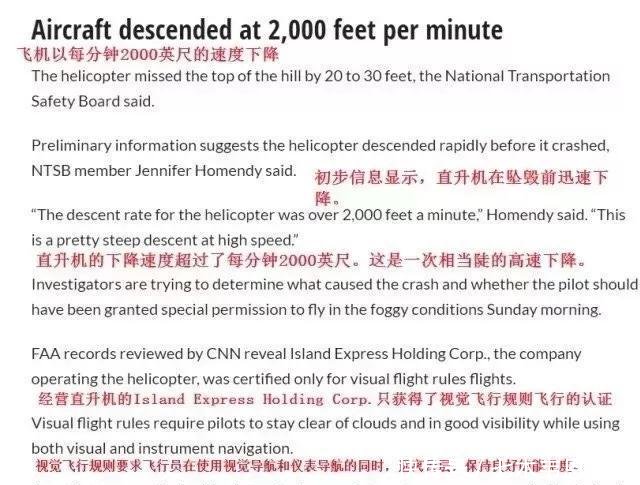 Aircraft descended at 2,000 feet per minute
飞机以每分钟2000英尺的速度下降
The helicopter missed the top of the hill by 20 to 30 feet, the National Transportation
Safety Board said.
Preliminary information suggests the helicopter descended rapidly before it crashed,
NTSB member Jennifer Homendy said.
初步信息显示，直升机在坠毁前迅速下
降。
“The descent rate for the helicopter was over 2,000 feet a minute,” Homendy said. “This
is a pretty steep descent at high speed.”
直升机的下降速度超过了每分钟2000英尺。这是一次相当陡的高速下降。
Investigators are trying to determine what caused the crash and whether the pilot should
have been granted special permission to fly in the foggy conditions Sunday morning.
FAA records reviewed by CNN reveal Island Express Holding Corp., the company
operating the helicopter, was certified only for visual flight rules flights.
经营直升机的Island Express Holding Corp.只获得了视觉飞行规则飞行的认证
Visual flight rules require pilots to stay clear of clouds and in good visibility while using
both visual and instrument navigation.
视觉飞行规则要求飞行员在使用视觉导航和仪表导航的同时，